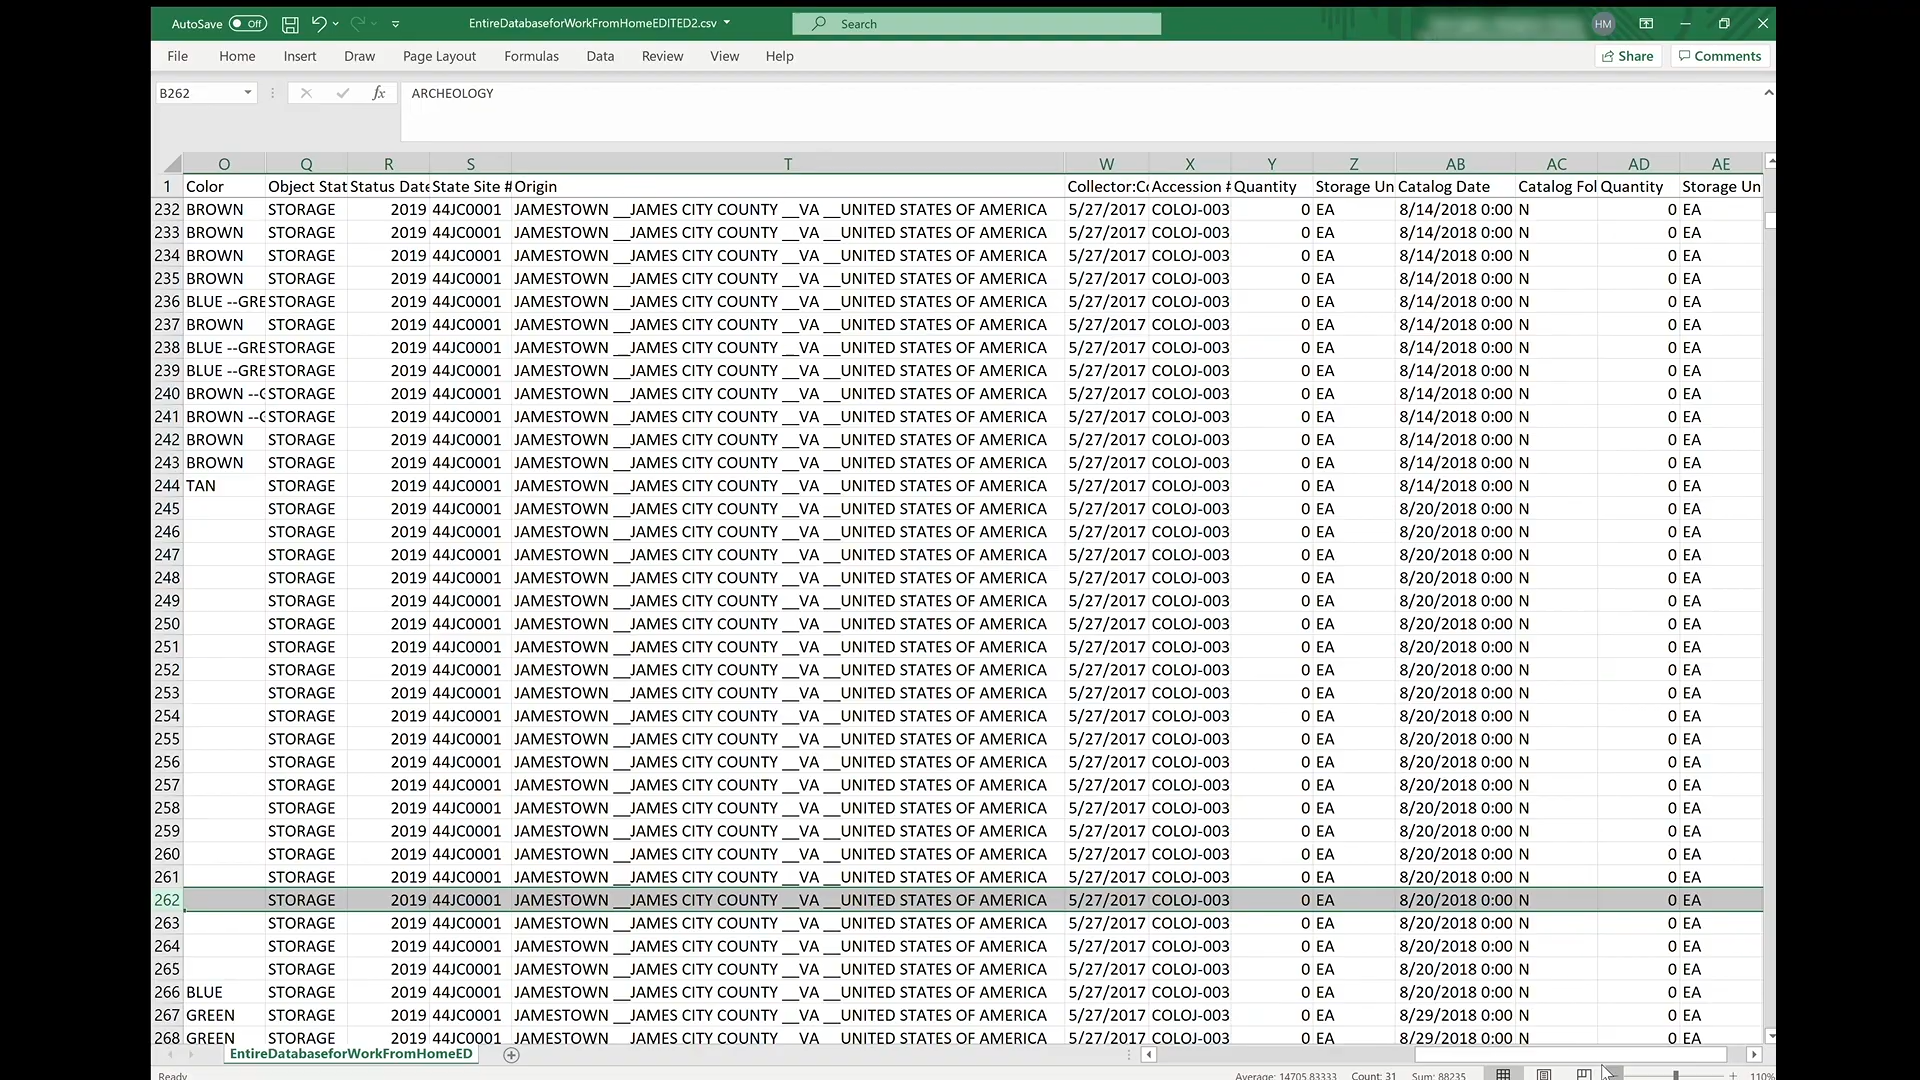 AutoSave Off EntireDatabaseforWorkFromHomeEDITED2.csv Search HM
File Home Insert Draw Page Layout Formulas Data Review View Help Share Comments
B262 fx ARCHEOLOGY
O Q R S T W X Y Z AB AC AD AE
1 Color Object Stat Status Date State Site # Origin Collector:Co Accession # Quantity Storage Un Catalog Date Catalog Fol Quantity Storage Un
232 BROWN STORAGE 2019 44JC0001 JAMESTOWN __JAMES CITY COUNTY __VA __UNITED STATES OF AMERICA 5/27/2017 COLOJ-003 0 EA 8/14/2018 0:00 N 0 EA
233 BROWN STORAGE 2019 44JC0001 JAMESTOWN __JAMES CITY COUNTY __VA __UNITED STATES OF AMERICA 5/27/2017 COLOJ-003 0 EA 8/14/2018 0:00 N 0 EA
234 BROWN STORAGE 2019 44JC0001 JAMESTOWN __JAMES CITY COUNTY __VA __UNITED STATES OF AMERICA 5/27/2017 COLOJ-003 0 EA 8/14/2018 0:00 N 0 EA
235 BROWN STORAGE 2019 44JC0001 JAMESTOWN __JAMES CITY COUNTY __VA __UNITED STATES OF AMERICA 5/27/2017 COLOJ-003 0 EA 8/14/2018 0:00 N 0 EA
236 BLUE --GRE STORAGE 2019 44JC0001 JAMESTOWN __JAMES CITY COUNTY __VA __UNITED STATES OF AMERICA 5/27/2017 COLOJ-003 0 EA 8/14/2018 0:00 N 0 EA
237 BROWN STORAGE 2019 44JC0001 JAMESTOWN __JAMES CITY COUNTY __VA __UNITED STATES OF AMERICA 5/27/2017 COLOJ-003 0 EA 8/14/2018 0:00 N 0 EA
238 BLUE --GRE STORAGE 2019 44JC0001 JAMESTOWN __JAMES CITY COUNTY __VA __UNITED STATES OF AMERICA 5/27/2017 COLOJ-003 0 EA 8/14/2018 0:00 N 0 EA
239 BLUE --GRE STORAGE 2019 44JC0001 JAMESTOWN __JAMES CITY COUNTY __VA __UNITED STATES OF AMERICA 5/27/2017 COLOJ-003 0 EA 8/14/2018 0:00 N 0 EA
240 BROWN --G STORAGE 2019 44JC0001 JAMESTOWN __JAMES CITY COUNTY __VA __UNITED STATES OF AMERICA 5/27/2017 COLOJ-003 0 EA 8/14/2018 0:00 N 0 EA
241 BROWN --G STORAGE 2019 44JC0001 JAMESTOWN __JAMES CITY COUNTY __VA __UNITED STATES OF AMERICA 5/27/2017 COLOJ-003 0 EA 8/14/2018 0:00 N 0 EA
242 BROWN STORAGE 2019 44JC0001 JAMESTOWN __JAMES CITY COUNTY __VA __UNITED STATES OF AMERICA 5/27/2017 COLOJ-003 0 EA 8/14/2018 0:00 N 0 EA
243 BROWN STORAGE 2019 44JC0001 JAMESTOWN __JAMES CITY COUNTY __VA __UNITED STATES OF AMERICA 5/27/2017 COLOJ-003 0 EA 8/14/2018 0:00 N 0 EA
244 TAN STORAGE 2019 44JC0001 JAMESTOWN __JAMES CITY COUNTY __VA __UNITED STATES OF AMERICA 5/27/2017 COLOJ-003 0 EA 8/14/2018 0:00 N 0 EA
245 STORAGE 2019 44JC0001 JAMESTOWN __JAMES CITY COUNTY __VA __UNITED STATES OF AMERICA 5/27/2017 COLOJ-003 0 EA 8/20/2018 0:00 N 0 EA
246 STORAGE 2019 44JC0001 JAMESTOWN __JAMES CITY COUNTY __VA __UNITED STATES OF AMERICA 5/27/2017 COLOJ-003 0 EA 8/20/2018 0:00 N 0 EA
247 STORAGE 2019 44JC0001 JAMESTOWN __JAMES CITY COUNTY __VA __UNITED STATES OF AMERICA 5/27/2017 COLOJ-003 0 EA 8/20/2018 0:00 N 0 EA
248 STORAGE 2019 44JC0001 JAMESTOWN __JAMES CITY COUNTY __VA __UNITED STATES OF AMERICA 5/27/2017 COLOJ-003 0 EA 8/20/2018 0:00 N 0 EA
249 STORAGE 2019 44JC0001 JAMESTOWN __JAMES CITY COUNTY __VA __UNITED STATES OF AMERICA 5/27/2017 COLOJ-003 0 EA 8/20/2018 0:00 N 0 EA
250 STORAGE 2019 44JC0001 JAMESTOWN __JAMES CITY COUNTY __VA __UNITED STATES OF AMERICA 5/27/2017 COLOJ-003 0 EA 8/20/2018 0:00 N 0 EA
251 STORAGE 2019 44JC0001 JAMESTOWN __JAMES CITY COUNTY __VA __UNITED STATES OF AMERICA 5/27/2017 COLOJ-003 0 EA 8/20/2018 0:00 N 0 EA
252 STORAGE 2019 44JC0001 JAMESTOWN __JAMES CITY COUNTY __VA __UNITED STATES OF AMERICA 5/27/2017 COLOJ-003 0 EA 8/20/2018 0:00 N 0 EA
253 STORAGE 2019 44JC0001 JAMESTOWN __JAMES CITY COUNTY __VA __UNITED STATES OF AMERICA 5/27/2017 COLOJ-003 0 EA 8/20/2018 0:00 N 0 EA
254 STORAGE 2019 44JC0001 JAMESTOWN __JAMES CITY COUNTY __VA __UNITED STATES OF AMERICA 5/27/2017 COLOJ-003 0 EA 8/20/2018 0:00 N 0 EA
255 STORAGE 2019 44JC0001 JAMESTOWN __JAMES CITY COUNTY __VA __UNITED STATES OF AMERICA 5/27/2017 COLOJ-003 0 EA 8/20/2018 0:00 N 0 EA
256 STORAGE 2019 44JC0001 JAMESTOWN __JAMES CITY COUNTY __VA __UNITED STATES OF AMERICA 5/27/2017 COLOJ-003 0 EA 8/20/2018 0:00 N 0 EA
257 STORAGE 2019 44JC0001 JAMESTOWN __JAMES CITY COUNTY __VA __UNITED STATES OF AMERICA 5/27/2017 COLOJ-003 0 EA 8/20/2018 0:00 N 0 EA
258 STORAGE 2019 44JC0001 JAMESTOWN __JAMES CITY COUNTY __VA __UNITED STATES OF AMERICA 5/27/2017 COLOJ-003 0 EA 8/20/2018 0:00 N 0 EA
259 STORAGE 2019 44JC0001 JAMESTOWN __JAMES CITY COUNTY __VA __UNITED STATES OF AMERICA 5/27/2017 COLOJ-003 0 EA 8/20/2018 0:00 N 0 EA
260 STORAGE 2019 44JC0001 JAMESTOWN __JAMES CITY COUNTY __VA __UNITED STATES OF AMERICA 5/27/2017 COLOJ-003 0 EA 8/20/2018 0:00 N 0 EA
261 STORAGE 2019 44JC0001 JAMESTOWN __JAMES CITY COUNTY __VA __UNITED STATES OF AMERICA 5/27/2017 COLOJ-003 0 EA 8/20/2018 0:00 N 0 EA
262 STORAGE 2019 44JC0001 JAMESTOWN __JAMES CITY COUNTY __VA __UNITED STATES OF AMERICA 5/27/2017 COLOJ-003 0 EA 8/20/2018 0:00 N 0 EA
263 STORAGE 2019 44JC0001 JAMESTOWN __JAMES CITY COUNTY __VA __UNITED STATES OF AMERICA 5/27/2017 COLOJ-003 0 EA 8/20/2018 0:00 N 0 EA
264 STORAGE 2019 44JC0001 JAMESTOWN __JAMES CITY COUNTY __VA __UNITED STATES OF AMERICA 5/27/2017 COLOJ-003 0 EA 8/20/2018 0:00 N 0 EA
265 STORAGE 2019 44JC0001 JAMESTOWN __JAMES CITY COUNTY __VA __UNITED STATES OF AMERICA 5/27/2017 COLOJ-003 0 EA 8/20/2018 0:00 N 0 EA
266 BLUE STORAGE 2019 44JC0001 JAMESTOWN __JAMES CITY COUNTY __VA __UNITED STATES OF AMERICA 5/27/2017 COLOJ-003 0 EA 8/20/2018 0:00 N 0 EA
267 GREEN STORAGE 2019 44JC0001 JAMESTOWN __JAMES CITY COUNTY __VA __UNITED STATES OF AMERICA 5/27/2017 COLOJ-003 0 EA 8/29/2018 0:00 N 0 EA
268 GREEN STORAGE 2019 44JC0001 JAMESTOWN __JAMES CITY COUNTY __VA __UNITED STATES OF AMERICA 5/27/2017 COLOJ-003 0 EA 8/29/2018 0:00 N 0 EA
EntireDatabaseforWorkFromHomeED
Ready Average: 14705.83333 Count: 31 Sum: 88235 110%